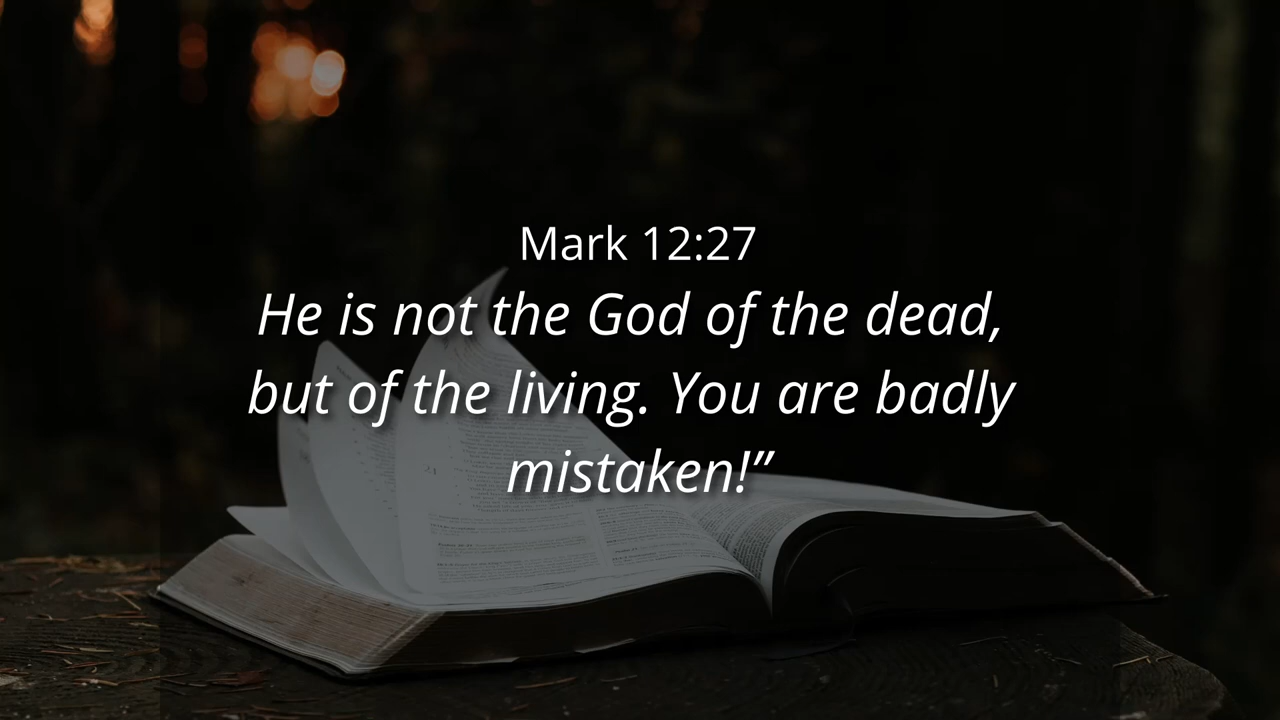 Mark 12:27
He is not the God of the dead,
but of the living. You are badly
mistaken!”